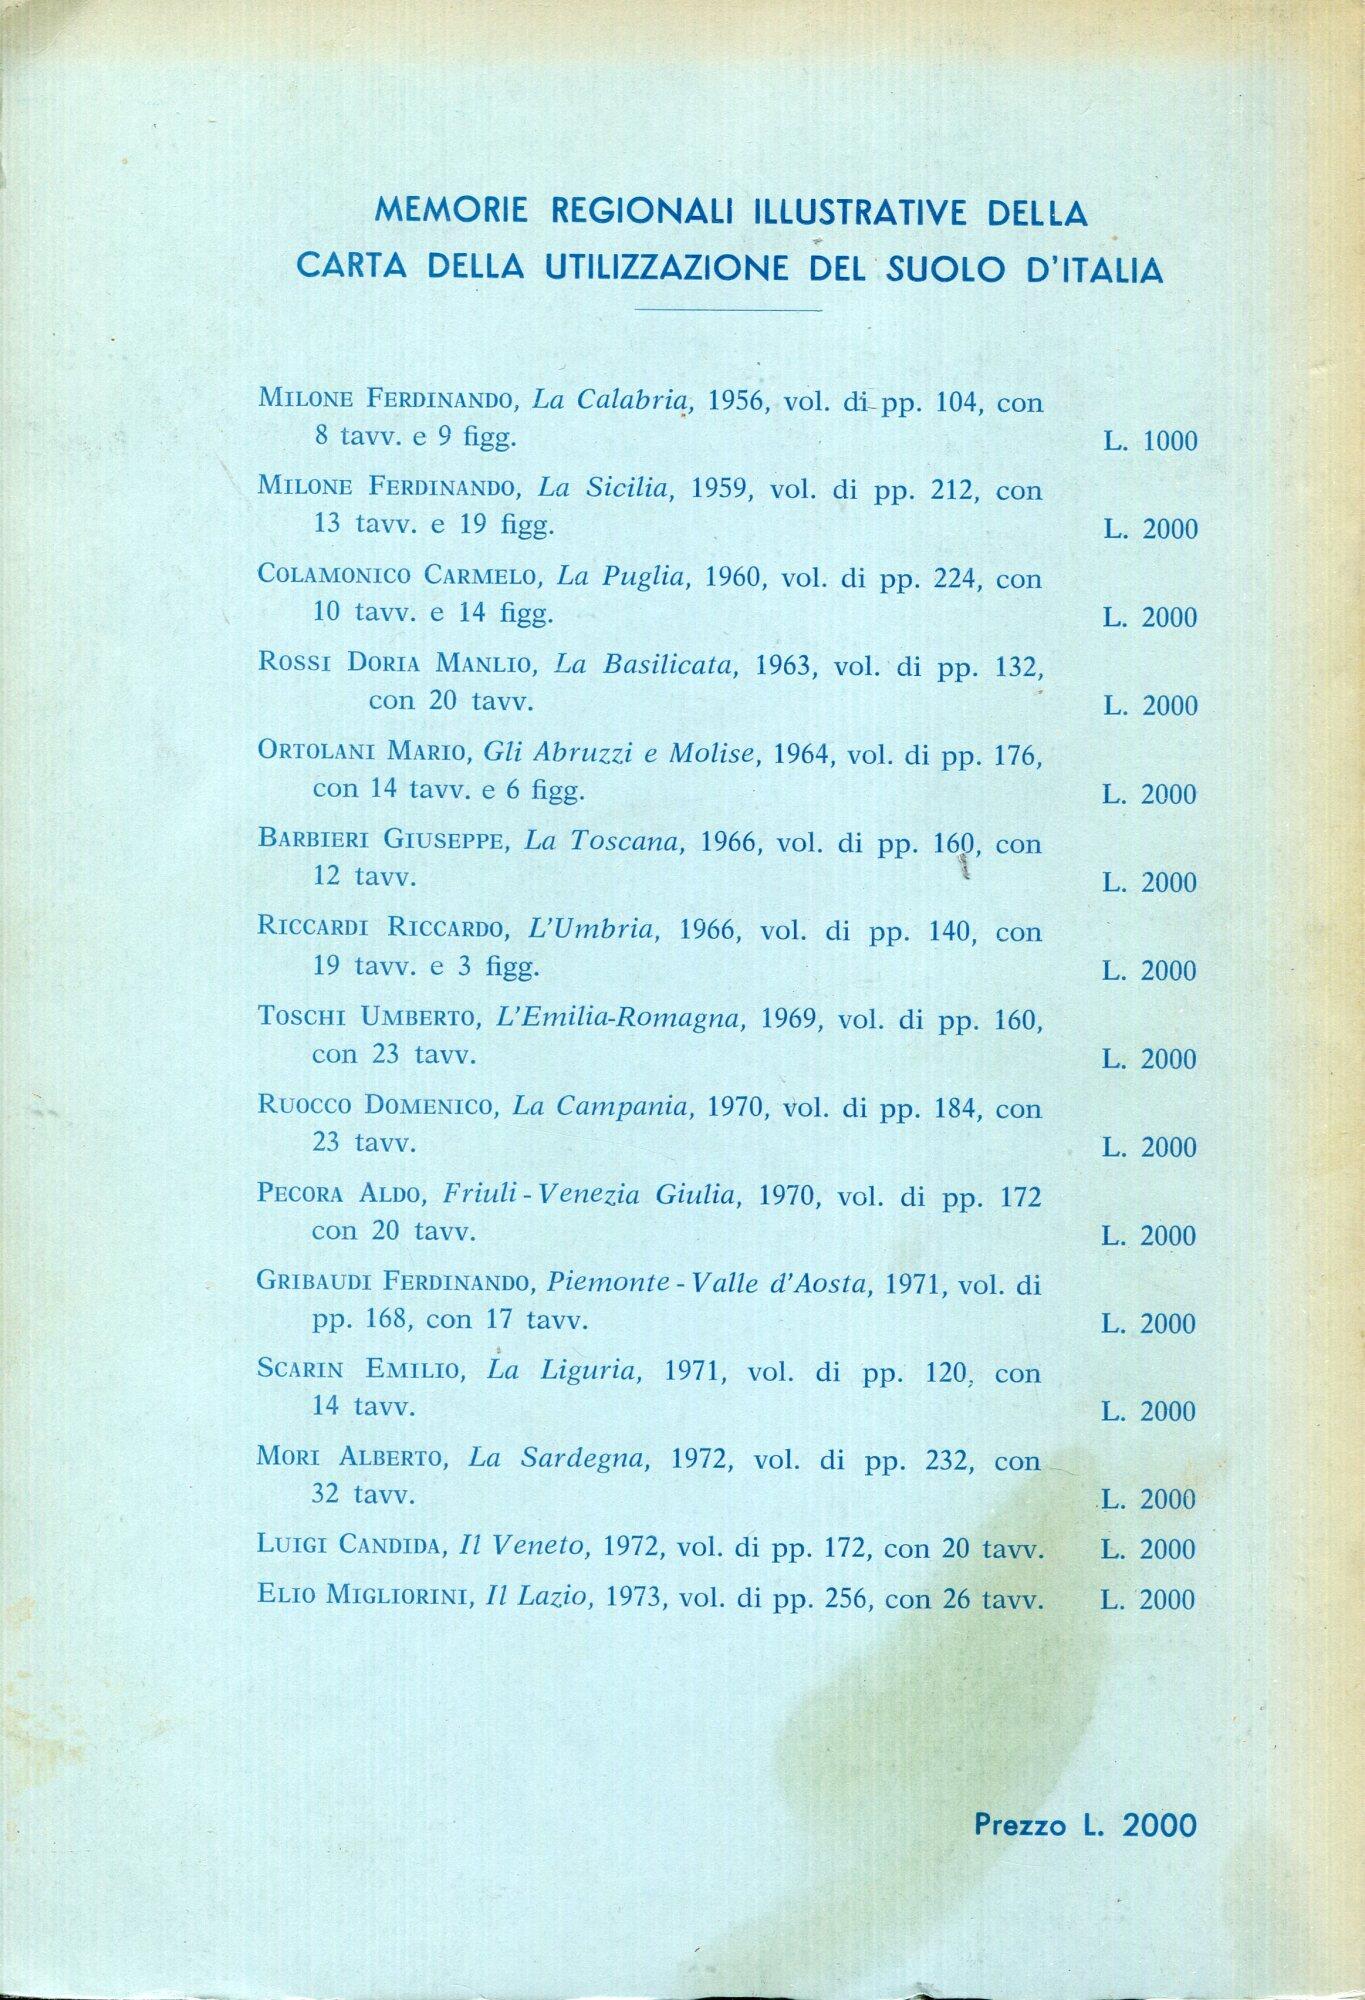 MEMORIE REGIONALI ILLUSTRATIVE DELLA
CARTA DELLA UTILIZZAZIONE DEL SUOLO D'ITALIA
MILONE FERDINANDO, La Calabria, 1956, vol. di pp. 104, con
8 tavv. e 9 figg. L. 1000
MILONE FERDINANDO, La Sicilia, 1959, vol. di pp. 212, con
13 tavv. e 19 figg. L. 2000
COLAMONICO CARMELO, La Puglia, 1960, vol. di pp. 224, con
10 tavv. e 14 figg. L. 2000
ROSSI DORIA MANLIO, La Basilicata, 1963, vol. di pp. 132,
con 20 tavv. L. 2000
ORTOLANI MARIO, Gli Abruzzi e Molise, 1964, vol. di pp. 176,
con 14 tavv. e 6 figg. L. 2000
BARBIERI GIUSEPPE, La Toscana, 1966, vol. di pp. 160, con
12 tavv. L. 2000
RICCARDI RICCARDO, L'Umbria, 1966, vol. di pp. 140, con
19 tavv. e 3 figg. L. 2000
TOSCHI UMBERTO, L'Emilia-Romagna, 1969, vol. di pp. 160,
con 23 tavv. L. 2000
RUOCCO DOMENICO, La Campania, 1970, vol. di pp. 184, con
23 tavv. L. 2000
PECORA ALDO, Friuli - Venezia Giulia, 1970, vol. di pp. 172
con 20 tavv. L. 2000
GRIBAUDI FERDINANDO, Piemonte - Valle d'Aosta, 1971, vol. di
pp. 168, con 17 tavv. L. 2000
SCARIN EMILIO, La Liguria, 1971, vol. di pp. 120, con
14 tavv. L. 2000
MORI ALBERTO, La Sardegna, 1972, vol. di pp. 232, con
32 tavv. L. 2000
LUIGI CANDIDA, Il Veneto, 1972, vol. di pp. 172, con 20 tavv. L. 2000
ELIO MIGLIORINI, Il Lazio, 1973, vol. di pp. 256, con 26 tavv. L. 2000
Prezzo L. 2000